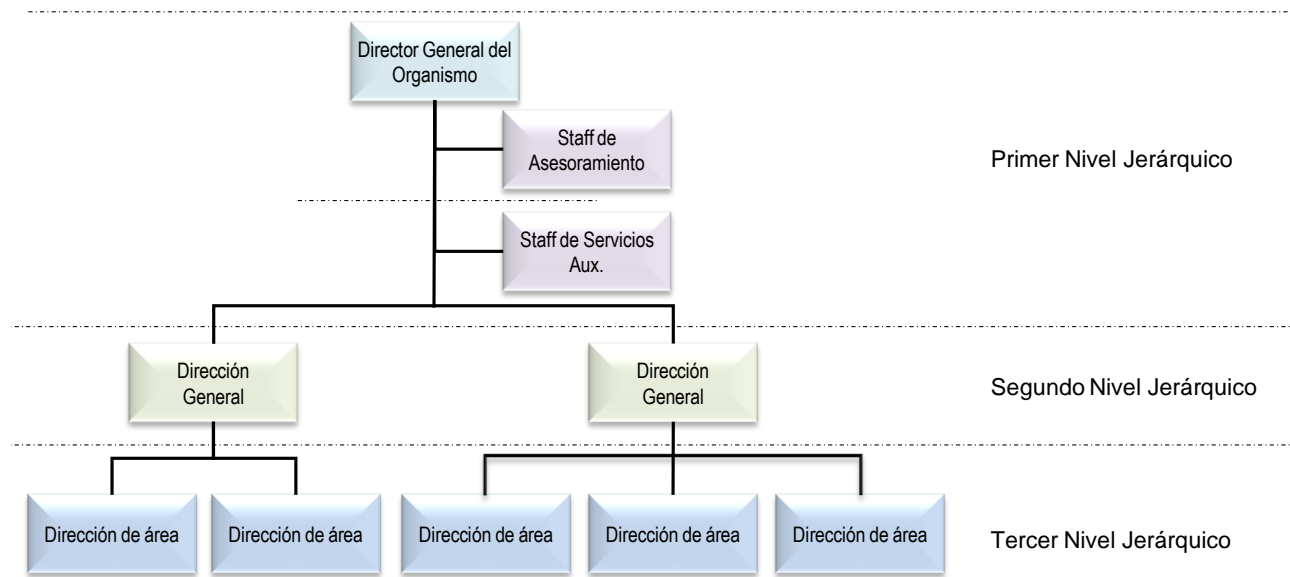 Director General del
Organismo
Staff de
Asesoramiento
Primer Nivel Jerárquico
Staff de Servicios
Aux.
Dirección
General
Dirección
General
Segundo Nivel Jerárquico
Dirección de área
Dirección de área
Dirección de área
Dirección de área
Dirección de área
Tercer Nivel Jerárquico